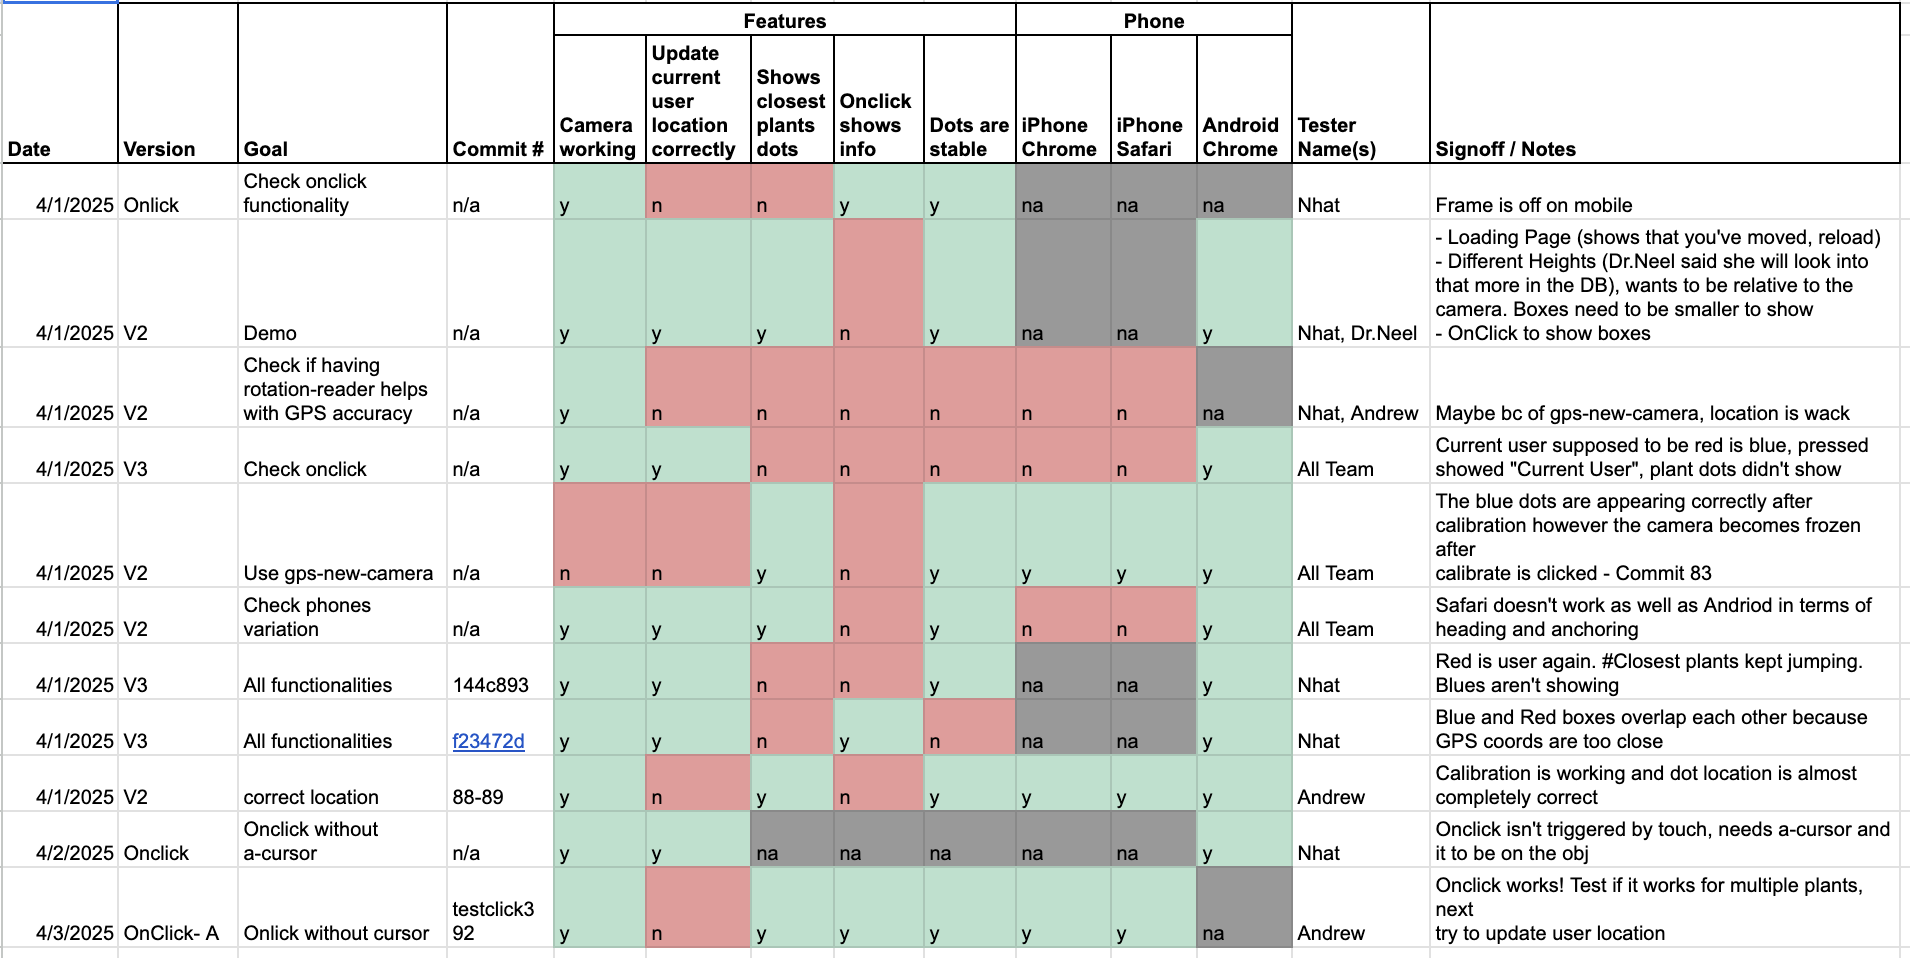 Features Phone
Date Version Goal Commit # Camera working Update current user location correctly Shows closest plants dots Onclick shows info Dots are stable iPhone Chrome iPhone Safari Android Chrome Tester Name(s) Signoff / Notes
4/1/2025 Onlick Check onclick functionality n/a y n n y y na na na Nhat Frame is off on mobile
4/1/2025 V2 Demo n/a y y y n y na na y Nhat, Dr.Neel - Loading Page (shows that you've moved, reload)
- Different Heights (Dr.Neel said she will look into
that more in the DB), wants to be relative to the
camera. Boxes need to be smaller to show
- OnClick to show boxes
4/1/2025 V2 Check if having rotation-reader helps with GPS accuracy n/a y n n n n n n na Nhat, Andrew Maybe bc of gps-new-camera, location is wack
4/1/2025 V3 Check onclick n/a y y n n n n n y All Team Current user supposed to be red is blue, pressed
showed "Current User", plant dots didn't show
4/1/2025 V2 Use gps-new-camera n/a n n y n y y y y All Team The blue dots are appearing correctly after
calibration however the camera becomes frozen
after
calibrate is clicked - Commit 83
4/1/2025 V2 Check phones variation n/a y y y n y n n y All Team Safari doesn't work as well as Andriod in terms of
heading and anchoring
4/1/2025 V3 All functionalities 144c893 y y n n y na na y Nhat Red is user again. #Closest plants kept jumping.
Blues aren't showing
4/1/2025 V3 All functionalities f23472d y y n y n na na y Nhat Blue and Red boxes overlap each other because
GPS coords are too close
4/1/2025 V2 correct location 88-89 y n y n y y y y Andrew Calibration is working and dot location is almost
completely correct
4/2/2025 Onclick Onclick without a-cursor n/a y y na na na na na y Nhat Onclick isn't triggered by touch, needs a-cursor and
it to be on the obj
4/3/2025 OnClick- A Onlick without cursor testclick3 92 y n y y y y y na Andrew Onclick works! Test if it works for multiple plants,
next
try to update user location